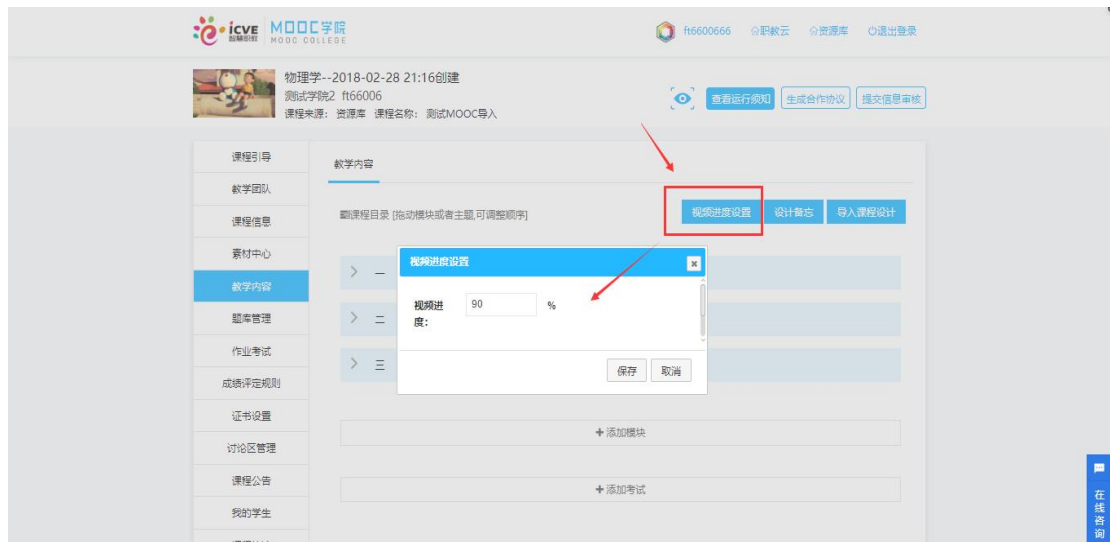 icve 智慧职教 MOOC学院
MOOC COLLEGE
ft6600666 职教云 资源库 退出登录
物理学--2018-02-28 21:16创建
测试学院2 ft66006
课程来源: 资源库 课程名称: 测试MOOC导入
查看运行须知 生成合作协议 提交信息审核
课程引导
教学团队
课程信息
素材中心
教学内容
题库管理
作业考试
成绩评定规则
证书设置
讨论区管理
课程公告
我的学生
教学内容
课程目录 [拖动模块或者主题,可调整顺序]
视频进度设置 设计备忘 导入课程设计
一
二
三
视频进度设置
视频进度: 90 %
保存 取消
+添加模块
+添加考试
在线咨询